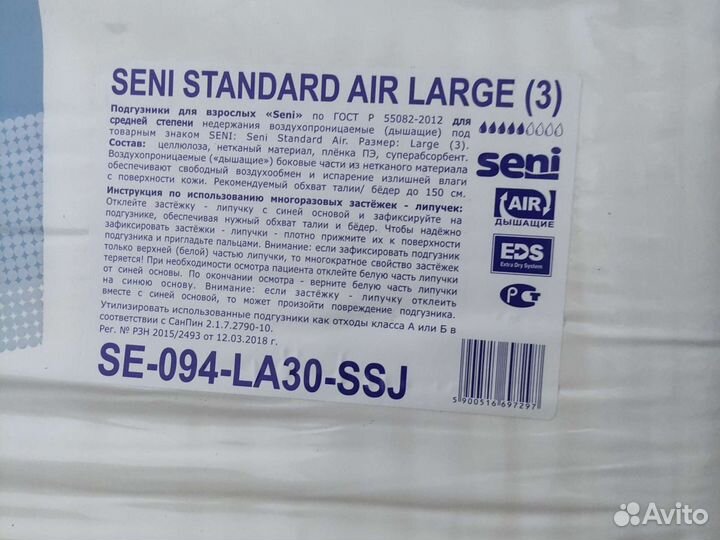 SENI STANDARD AIR LARGE (3)
Подгузники для взрослых «Seni» по ГОСТ Р 55082-2012 для
средней степени недержания воздухопроницаемые (дышащие) под
товарным знаком SENI: Seni Standard Air. Размер: Large (3).
Состав: целлюлоза, нетканый материал, плёнка ПЭ, суперабсорбент.
Воздухопроницаемые («дышащие») боковые части из нетканого материала
обеспечивают свободный воздухообмен и испарение излишней влаги
с поверхности кожи. Рекомендуемый обхват талии/ бёдер до 150 см.
Инструкция по использованию многоразовых застёжек - липучек:
Отклейте застёжку - липучку с синей основой и зафиксируйте на
подгузнике, обеспечивая нужный обхват талии и бёдер. Чтобы надёжно
зафиксировать застёжки - липучки - плотно прижмите их к поверхности
подгузника и пригладьте пальцами. Внимание: если зафиксировать подгузник
только верхней (белой) частью липучки, то многократное свойство застёжек
теряется! При необходимости осмотра пациента отклейте белую часть липучки
от синей основы. По окончании осмотра - верните белую часть липучки
на синюю основу. Внимание: если застёжку - липучку отклеить
вместе с синей основой, то может произойти повреждение подгузника.
Утилизировать использованные подгузники как отходы класса А или Б в
соответствии с СанПин 2.1.7.2790-10.
Рег. № РЗН 2015/2493 от 12.03.2018 г.
SE-094-LA30-SSJ
seni
AIR
ДЫШАЩИЕ
EDS
Extra Dry System
РСТ
5 900516 697297
Avito